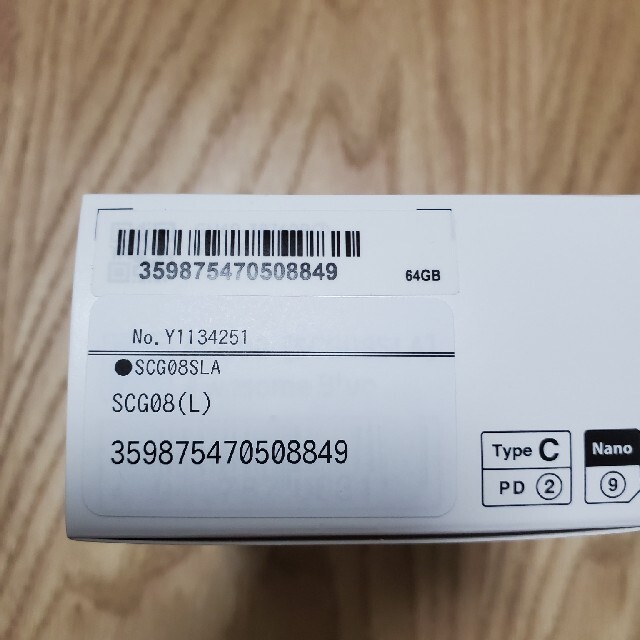 359875470508849
64GB
No. Y1134251
●SCG08SLA
SCG08(L)
359875470508849
Type C
PD ②
Nano
⑨